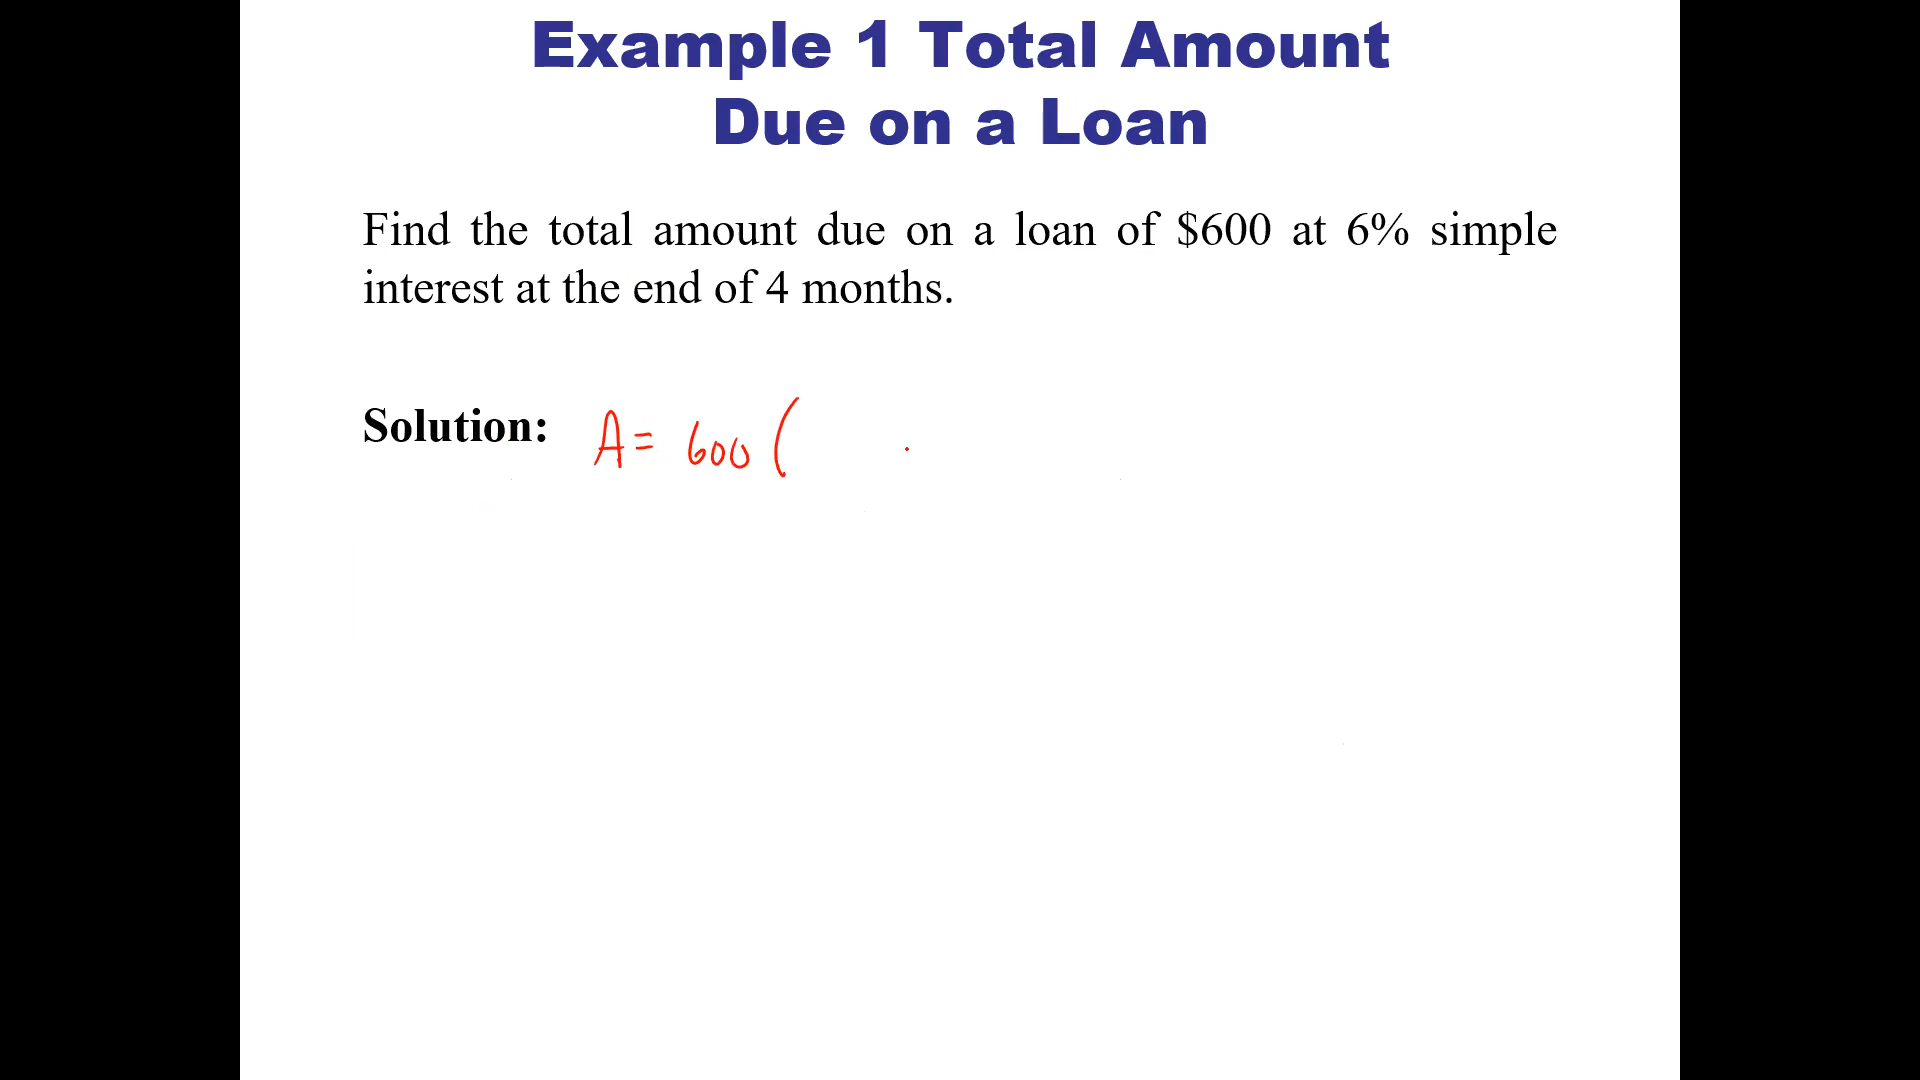 Example 1 Total Amount
Due on a Loan
Find the total amount due on a loan of $600 at 6% simple
interest at the end of 4 months.
Solution: A= 600 (